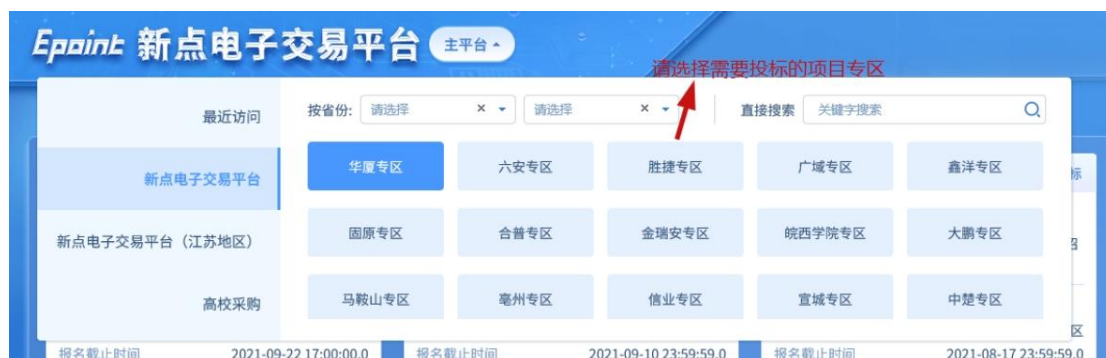 Epoint 新点电子交易平台 主平台
请选择需要投标的项目专区
最近访问 按省份: 请选择 × 请选择 × 直接搜索 关键字搜索
新点电子交易平台 华厦专区 六安专区 胜捷专区 广域专区 鑫洋专区 标
新点电子交易平台（江苏地区） 固原专区 合普专区 金瑞安专区 皖西学院专区 大鹏专区
高校采购 马鞍山专区 亳州专区 信业专区 宣城专区 中楚专区
区
报名截止时间 2021-09-22 17:00:00.0 报名截止时间 2021-09-10 23:59:59.0 报名截止时间 2021-08-17 23:59:59.0